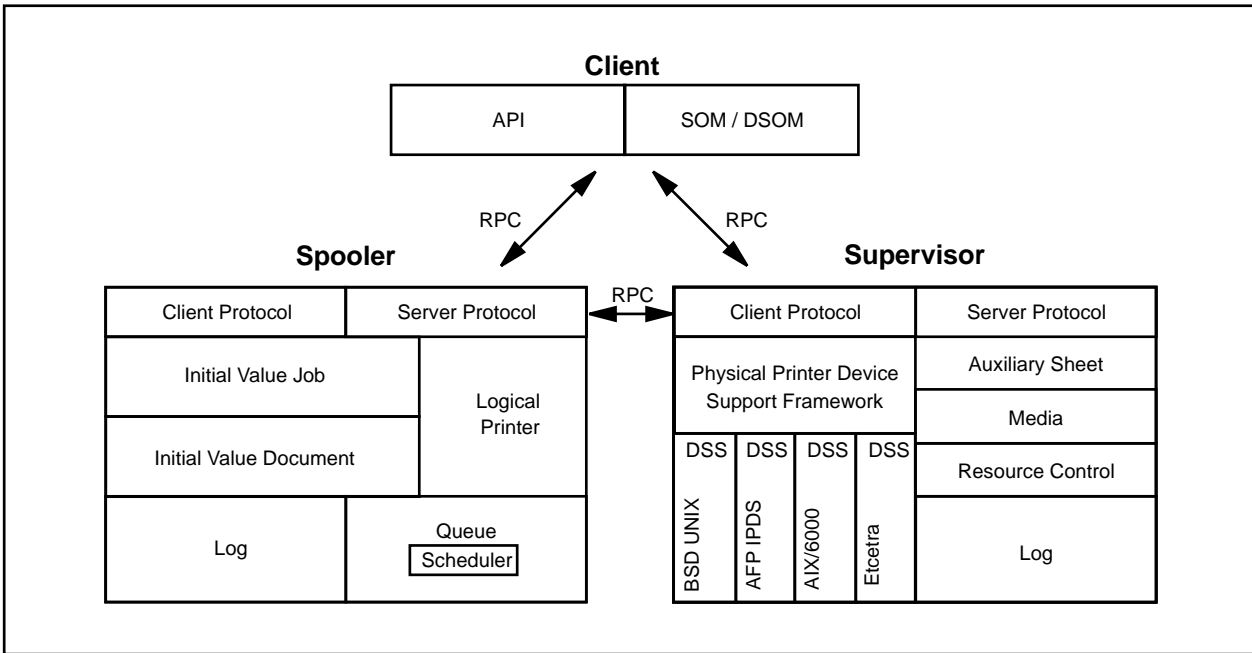 Client
API
SOM / DSOM
RPC
RPC
Spooler
Supervisor
RPC
Client Protocol
Server Protocol
Initial Value Job
Logical
Printer
Initial Value Document
Log
Queue
Scheduler
Client Protocol
Server Protocol
Physical Printer Device
Support Framework
Auxiliary Sheet
Media
Resource Control
Log
DSS
BSD UNIX
DSS
AFP IPDS
DSS
AIX/6000
DSS
Etcetra